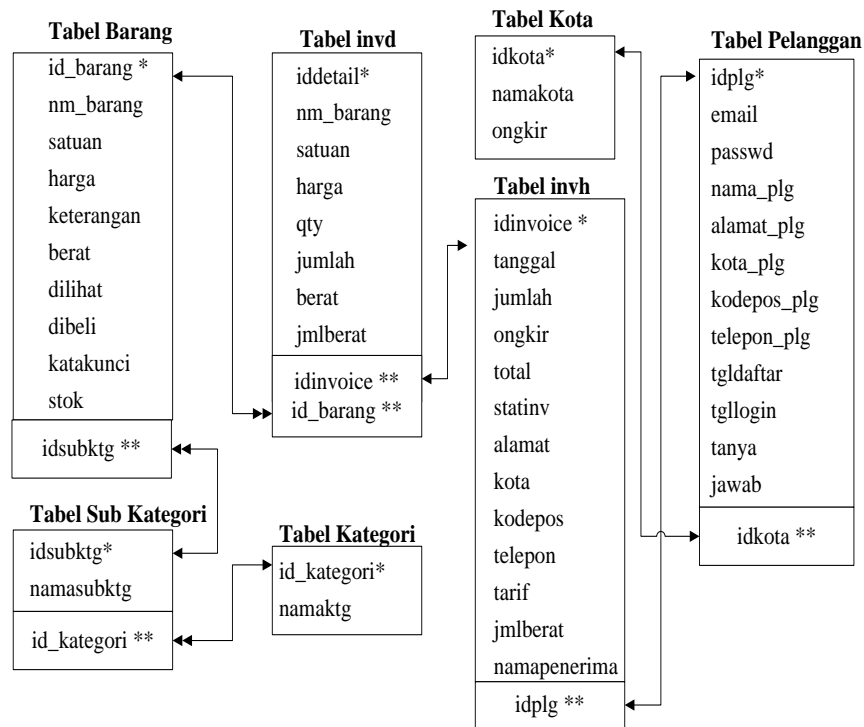 Tabel Barang
id_barang *
nm_barang
satuan
harga
keterangan
berat
dilihat
dibeli
katakunci
stok
idsubktg **
Tabel invd
iddetail*
nm_barang
satuan
harga
qty
jumlah
berat
jmlberat
idinvoice **
id_barang **
Tabel Kota
idkota*
namakota
ongkir
Tabel Pelanggan
idplg*
email
passwd
nama_plg
alamat_plg
kota_plg
kodepos_plg
telepon_plg
tgldaftar
tgllogin
tanya
jawab
idkota **
Tabel invh
idinvoice *
tanggal
jumlah
ongkir
total
statinv
alamat
kota
kodepos
telepon
tarif
jmlberat
namapenerima
idplg **
Tabel Sub Kategori
idsubktg*
namasubktg
id_kategori **
Tabel Kategori
id_kategori*
namaktg